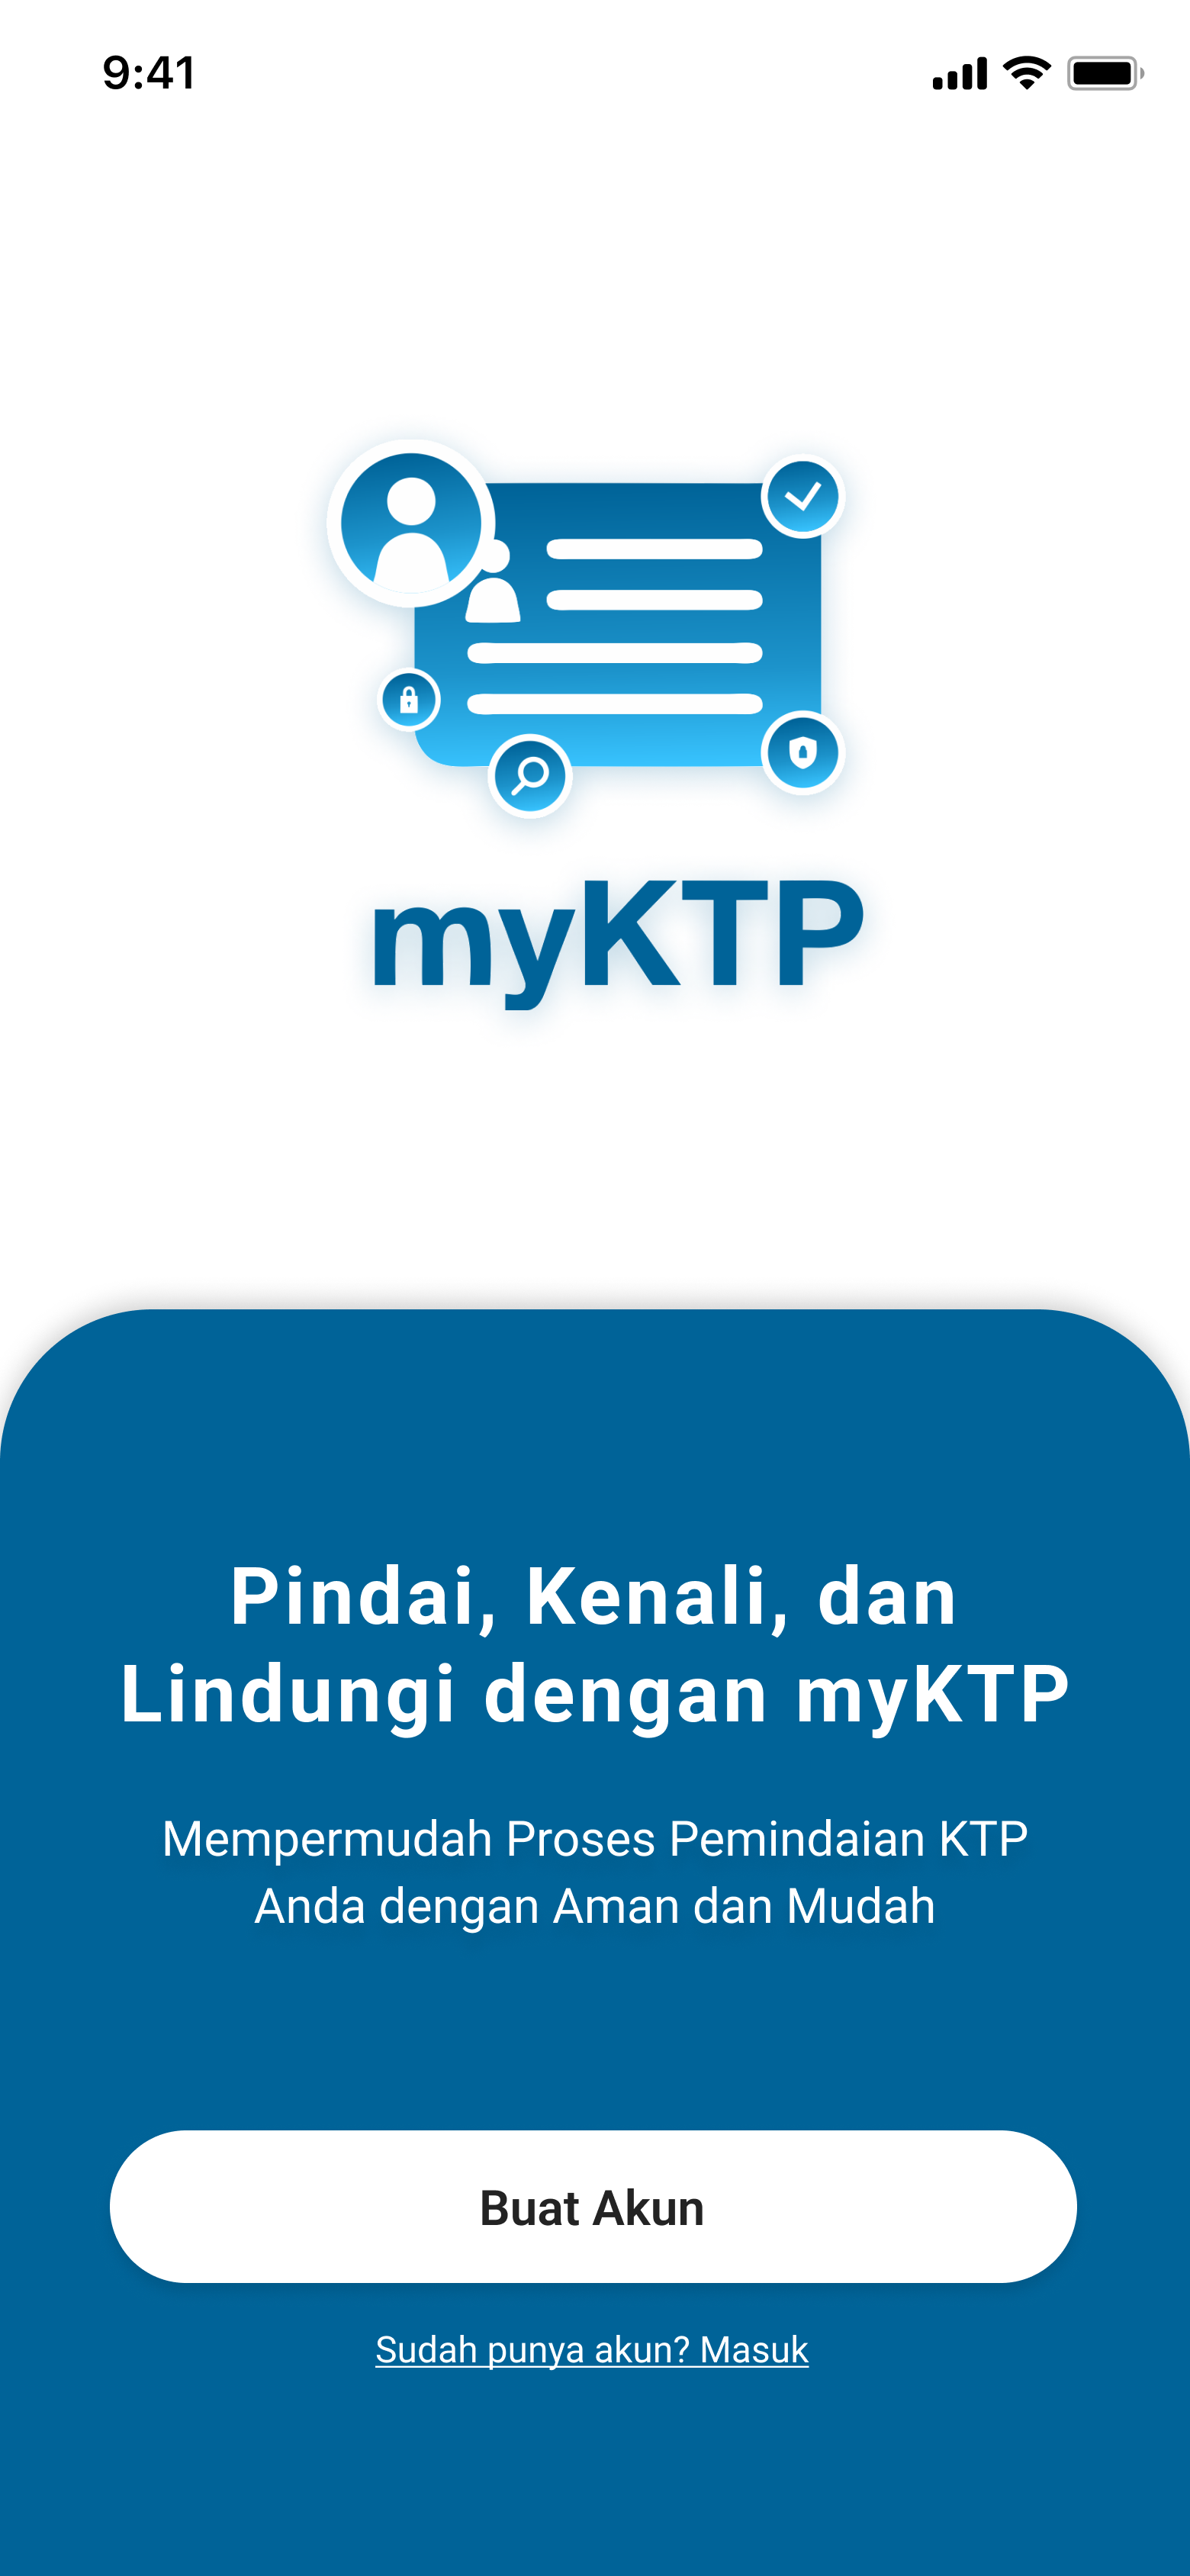 9:41
myKTP
Pindai, Kenali, dan
Lindungi dengan myKTP
Mempermudah Proses Pemindaian KTP
Anda dengan Aman dan Mudah
Buat Akun
Sudah punya akun? Masuk